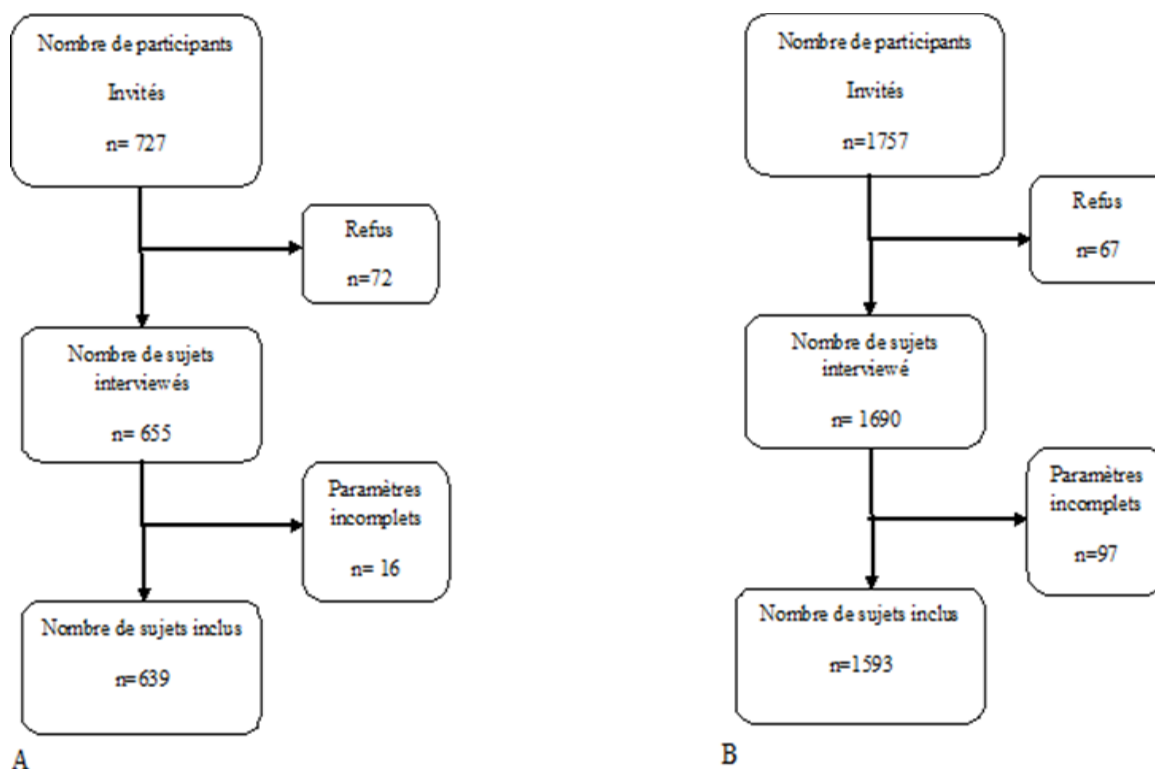 Nombre de participants
Invités
n= 727
Refus
n=72
Nombre de sujets
interviewés
n= 655
Paramètres
incomplets
n= 16
Nombre de sujets inclus
n=639
A
Nombre de participants
Invités
n=1757
Refus
n=67
Nombre de sujets
interviewé
n= 1690
Paramètres
incomplets
n=97
Nombre de sujets inclus
n=1593
B